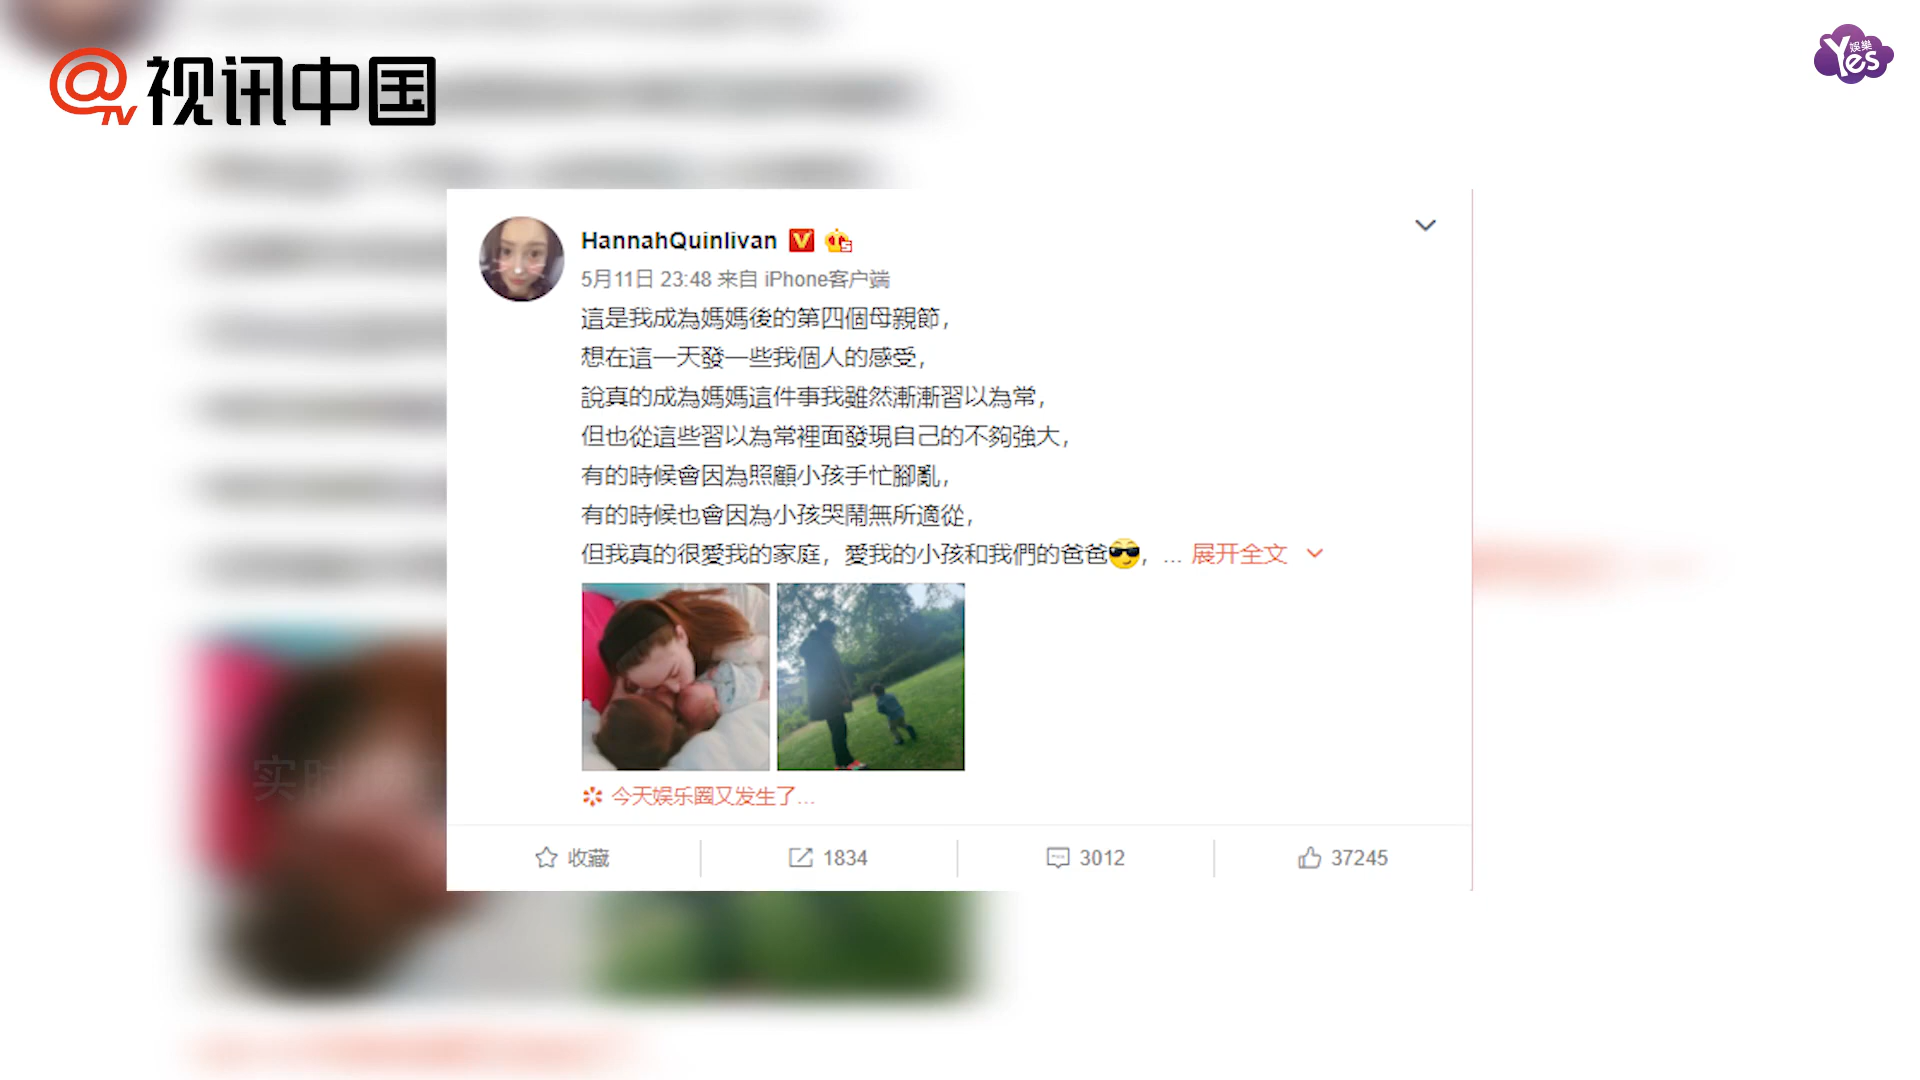 @TV 视讯中国
Yes 娱樂
HannahQuinlivan
5月11日 23:48 来自 iPhone客户端
這是我成為媽媽後的第四個母親節，
想在這一天發一些我個人的感受，
說真的成為媽媽這件事我雖然漸漸習以為常，
但也從這些習以為常裡面發現自己的不夠強大，
有的時候會因為照顧小孩手忙腳亂，
有的時候也會因為小孩哭鬧無所適從，
但我真的很愛我的家庭，愛我的小孩和我們的爸爸😎，... 展开全文
今天娱乐圈又发生了...
收藏 1834 3012 37245
实时